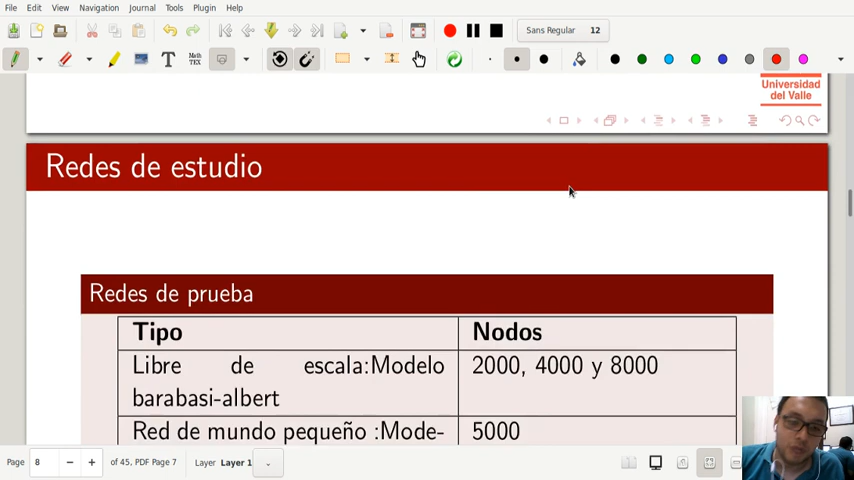 File Edit View Navigation Journal Tools Plugin Help
Sans Regular 12
T Math TEX
Universidad
del Valle
Redes de estudio
Redes de prueba
Tipo Nodos
Libre de escala:Modelo 2000, 4000 y 8000
barabasi-albert
Red de mundo pequeño :Mode- 5000
Page 8 of 45, PDF Page 7 Layer Layer 1